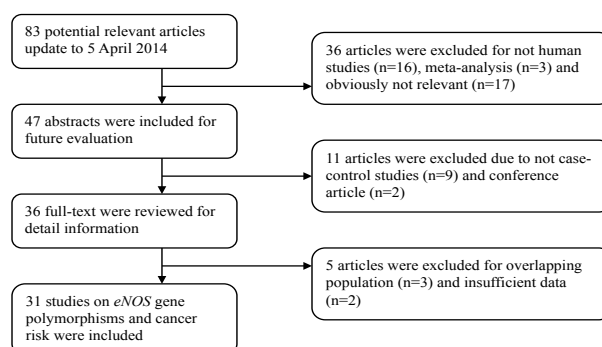 83 potential relevant articles
update to 5 April 2014
36 articles were excluded for not human
studies (n=16), meta-analysis (n=3) and
obviously not relevant (n=17)
47 abstracts were included for
future evaluation
11 articles were excluded due to not case-
control studies (n=9) and conference
article (n=2)
36 full-text were reviewed for
detail information
5 articles were excluded for overlapping
population (n=3) and insufficient data
(n=2)
31 studies on eNOS gene
polymorphisms and cancer
risk were included